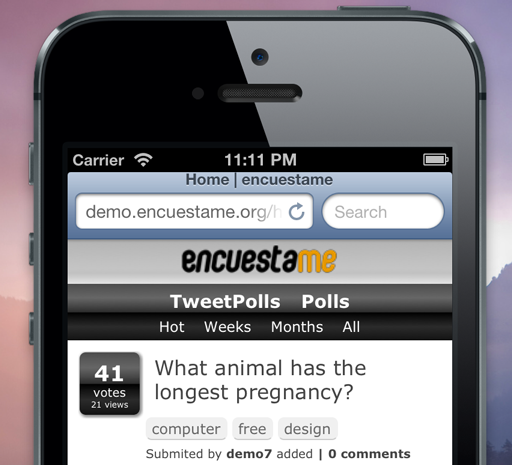 Carrier 11:11 PM
Home | encuestame
demo.encuestame.org/h Search
encuestame
TweetPolls Polls
Hot Weeks Months All
41
votes
21 views
What animal has the
longest pregnancy?
computer free design
Submited by demo7 added | 0 comments